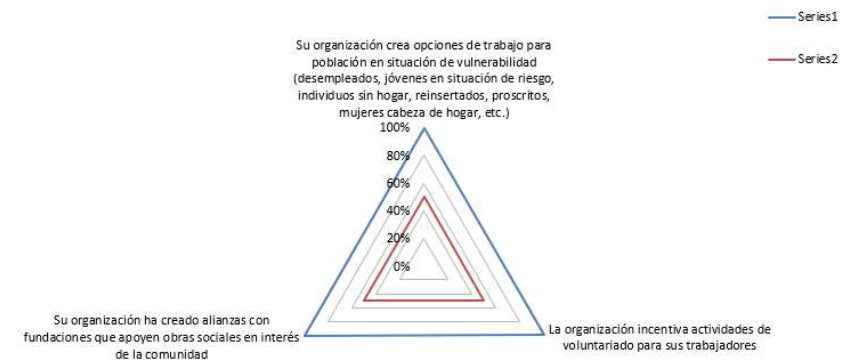 Series1
Series2
Su organización crea opciones de trabajo para
población en situación de vulnerabilidad
(desempleados, jóvenes en situación de riesgo,
individuos sin hogar, reinsertados, proscritos,
mujeres cabeza de hogar, etc.)
100%
80%
60%
40%
20%
0%
La organización incentiva actividades de
voluntariado para sus trabajadores
Su organización ha creado alianzas con
fundaciones que apoyen obras sociales en interés
de la comunidad